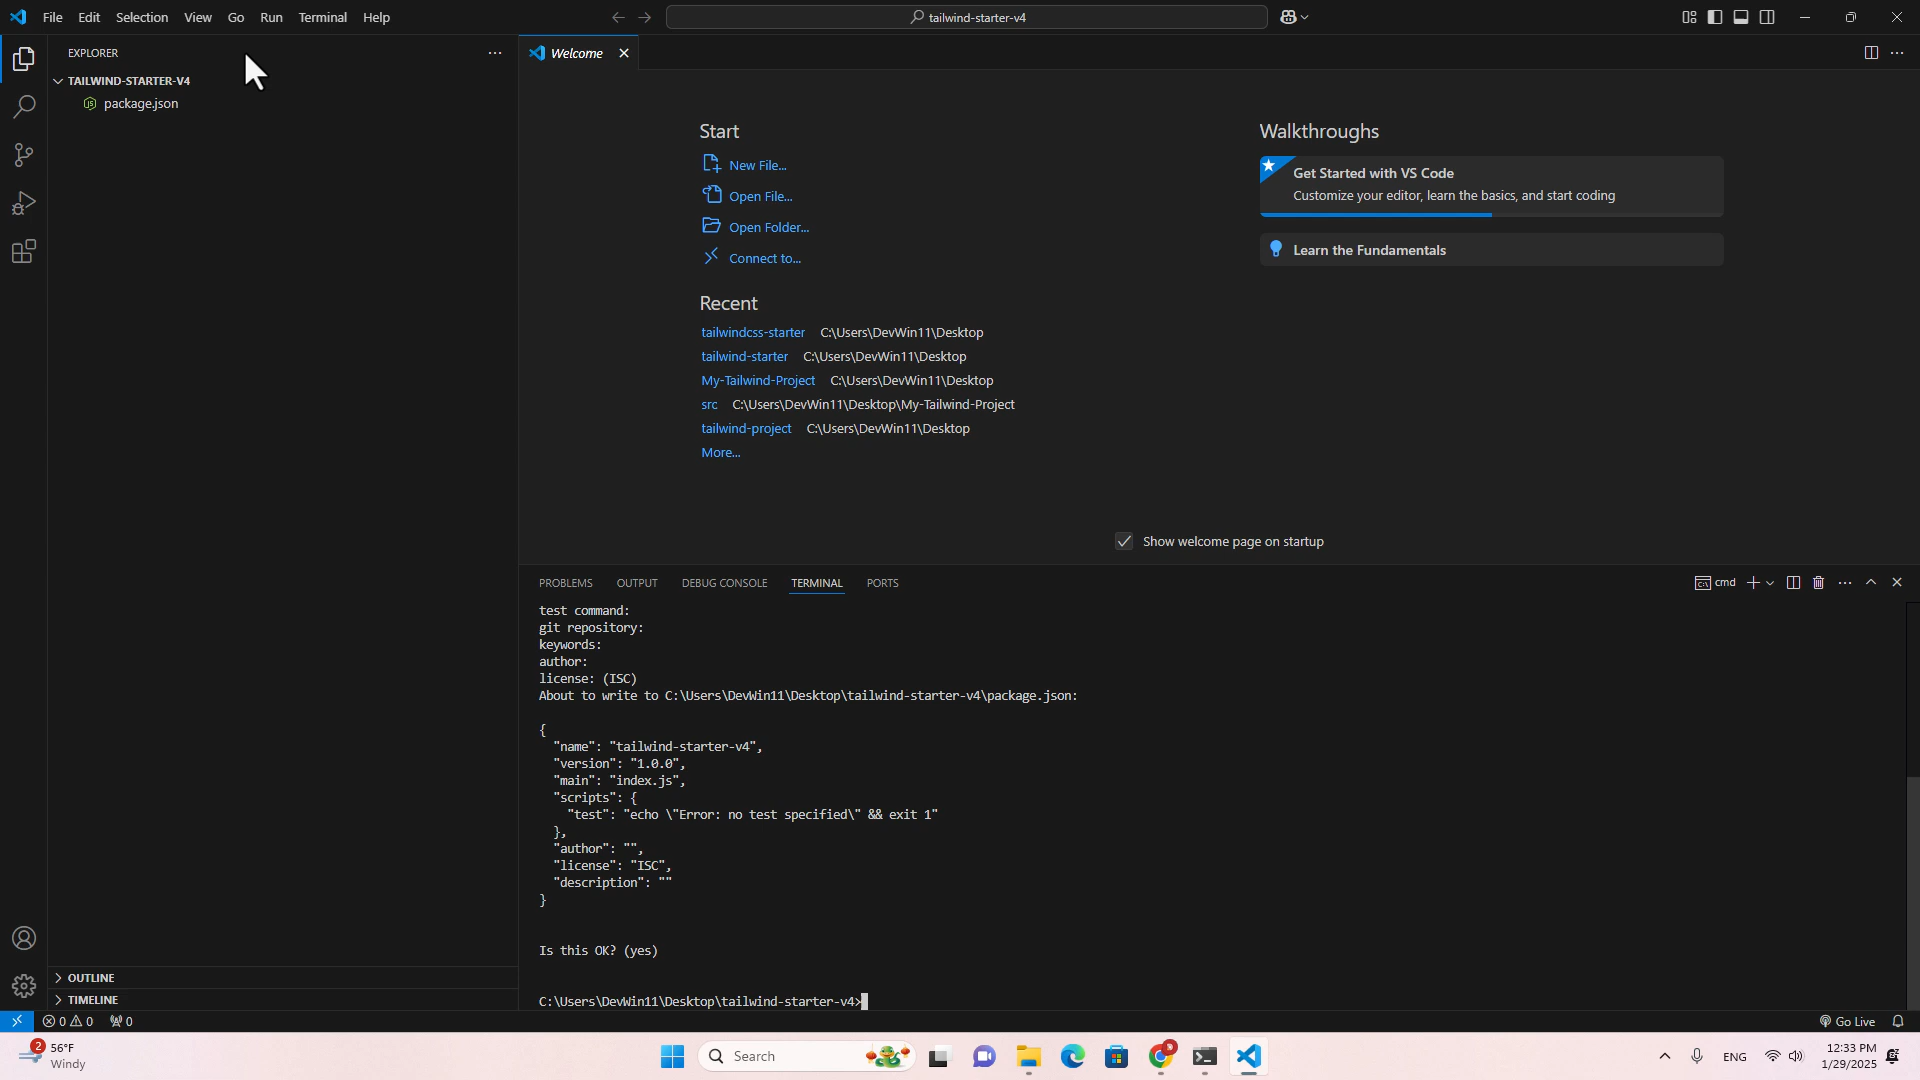 File Edit Selection View Go Run Terminal Help
tailwind-starter-v4
EXPLORER
TAILWIND-STARTER-V4
package.json
OUTLINE
TIMELINE
Welcome
Start
New File...
Open File...
Open Folder...
Connect to...
Recent
tailwindcss-starter C:\Users\DevWin11\Desktop
tailwind-starter C:\Users\DevWin11\Desktop
My-Tailwind-Project C:\Users\DevWin11\Desktop
src C:\Users\DevWin11\Desktop\My-Tailwind-Project
tailwind-project C:\Users\DevWin11\Desktop
More...
Walkthroughs
Get Started with VS Code
Customize your editor, learn the basics, and start coding
Learn the Fundamentals
Show welcome page on startup
PROBLEMS OUTPUT DEBUG CONSOLE TERMINAL PORTS
cmd
test command:
git repository:
keywords:
author:
license: (ISC)
About to write to C:\Users\DevWin11\Desktop\tailwind-starter-v4\package.json:
{
"name": "tailwind-starter-v4",
"version": "1.0.0",
"main": "index.js",
"scripts": {
"test": "echo \"Error: no test specified\" && exit 1"
},
"author": "",
"license": "ISC",
"description": ""
}
Is this OK? (yes)
C:\Users\DevWin11\Desktop\tailwind-starter-v4>
0 0 0
Go Live
2
56°F
Windy
Search
ENG
12:33 PM
1/29/2025